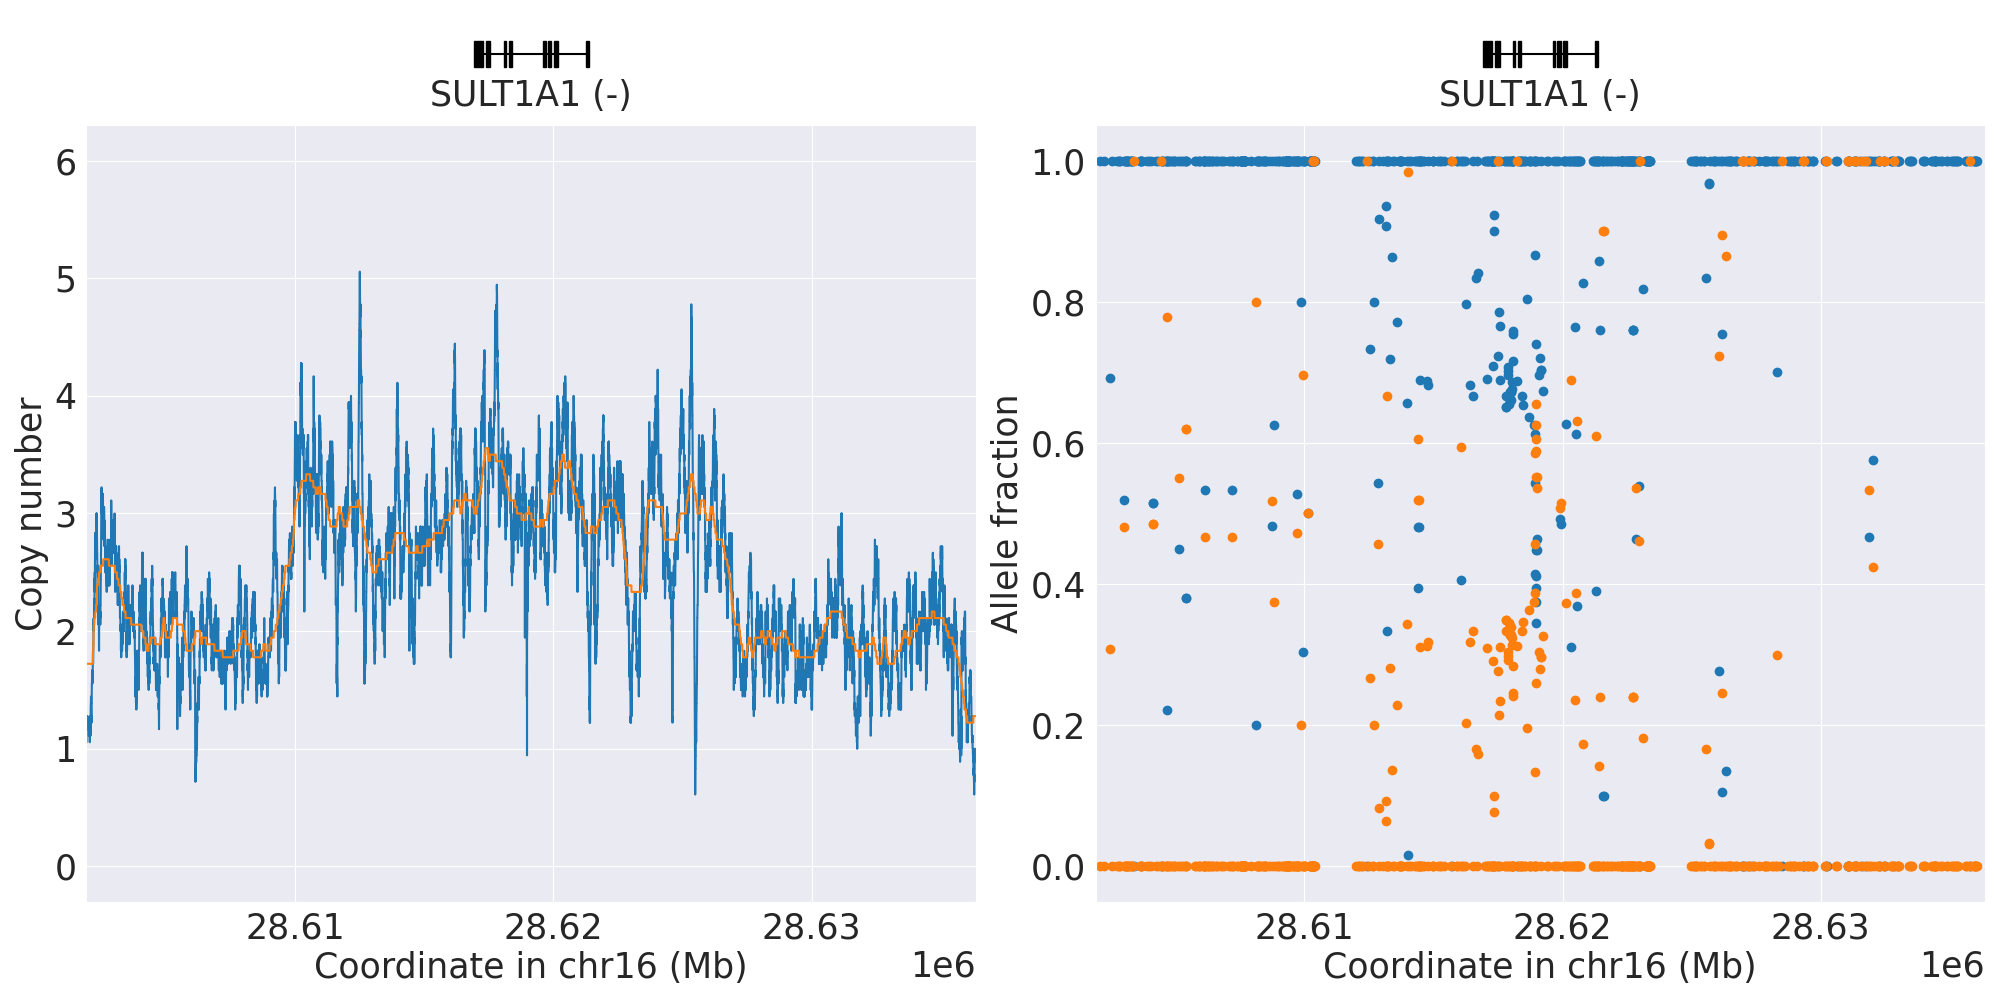 SULT1A1 (-)
6
5
4
3
2
1
0
Copy number
28.61
28.62
28.63
Coordinate in chr16 (Mb)
1e6
SULT1A1 (-)
1.0
0.8
0.6
0.4
0.2
0.0
Allele fraction
28.61
28.62
28.63
Coordinate in chr16 (Mb)
1e6